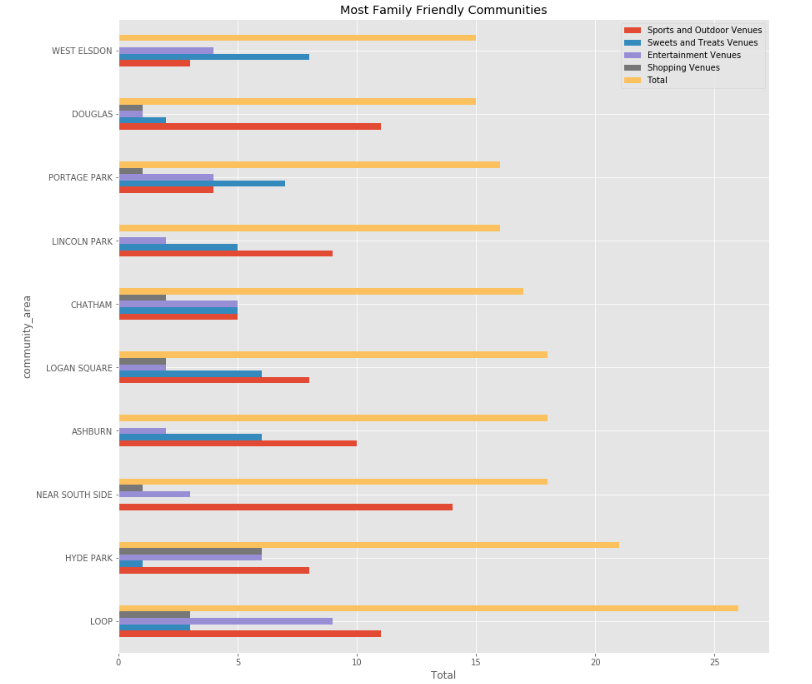 Most Family Friendly Communities
Sports and Outdoor Venues
Sweets and Treats Venues
Entertainment Venues
Shopping Venues
Total
WEST ELSDON
DOUGLAS
PORTAGE PARK
LINCOLN PARK
CHATHAM
LOGAN SQUARE
ASHBURN
NEAR SOUTH SIDE
HYDE PARK
LOOP
community_area
0 5 10 15 20 25
Total